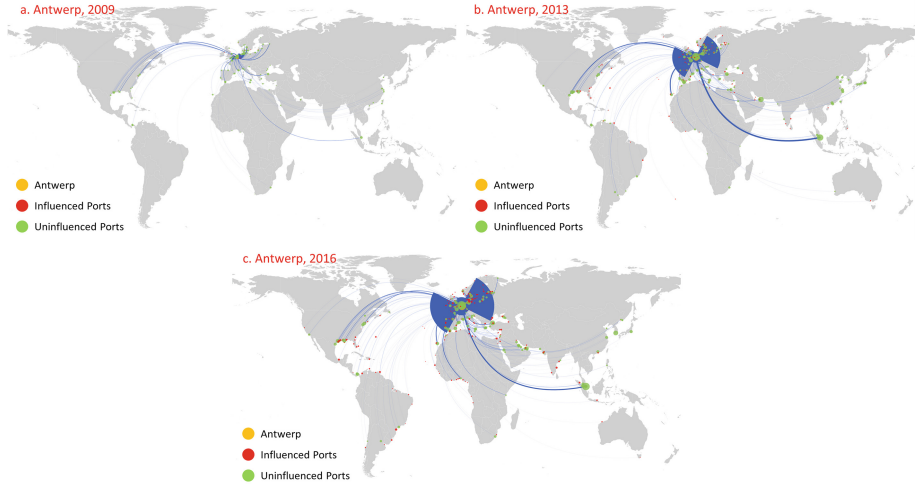 a. Antwerp, 2009
Antwerp
Influenced Ports
Uninfluenced Ports
b. Antwerp, 2013
Antwerp
Influenced Ports
Uninfluenced Ports
c. Antwerp, 2016
Antwerp
Influenced Ports
Uninfluenced Ports